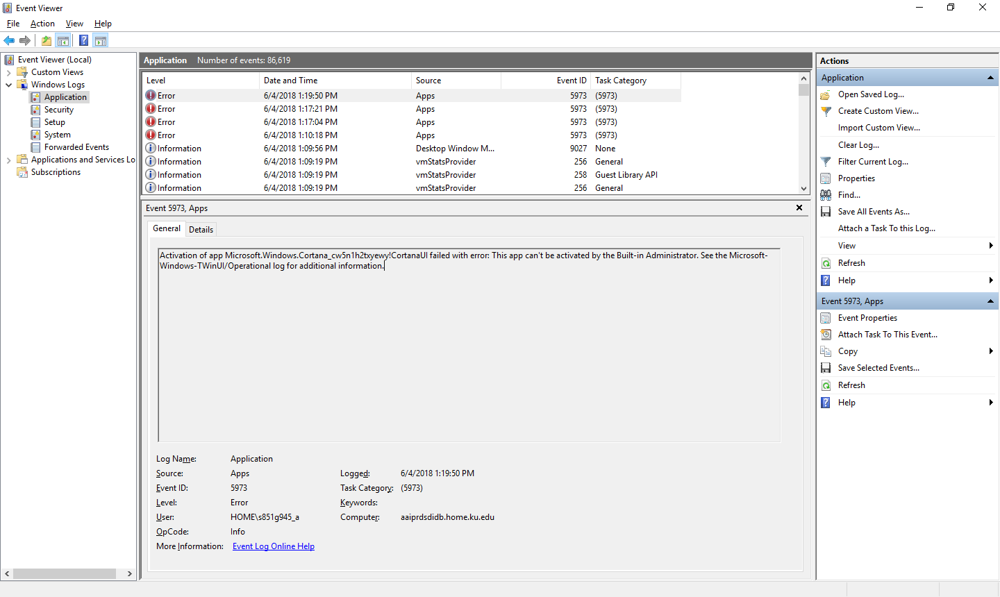 Event Viewer
File Action View Help
Event Viewer (Local)
Custom Views
Windows Logs
Application
Security
Setup
System
Forwarded Events
Applications and Services Lo
Subscriptions
Application Number of events: 86,619
Level Date and Time Source Event ID Task Category
Error 6/4/2018 1:19:50 PM Apps 5973 (5973)
Error 6/4/2018 1:17:21 PM Apps 5973 (5973)
Error 6/4/2018 1:17:04 PM Apps 5973 (5973)
Error 6/4/2018 1:10:18 PM Apps 5973 (5973)
Information 6/4/2018 1:09:56 PM Desktop Window M... 9027 None
Information 6/4/2018 1:09:19 PM vmStatsProvider 256 General
Information 6/4/2018 1:09:19 PM vmStatsProvider 258 Guest Library API
Information 6/4/2018 1:09:19 PM vmStatsProvider 256 General
Event 5973, Apps
General Details
Activation of app Microsoft.Windows.Cortana_cw5n1h2txyewy!CortanaUI failed with error: This app can't be activated by the Built-in Administrator. See the Microsoft-
Windows-TWinUI/Operational log for additional information.
Log Name: Application
Source: Apps Logged: 6/4/2018 1:19:50 PM
Event ID: 5973 Task Category: (5973)
Level: Error Keywords:
User: HOME\s851g945_a Computer: aaiprdsdidb.home.ku.edu
OpCode: Info
More Information: Event Log Online Help
Actions
Application
Open Saved Log...
Create Custom View...
Import Custom View...
Clear Log...
Filter Current Log...
Properties
Find...
Save All Events As...
Attach a Task To this Log...
View
Refresh
Help
Event 5973, Apps
Event Properties
Attach Task To This Event...
Copy
Save Selected Events...
Refresh
Help